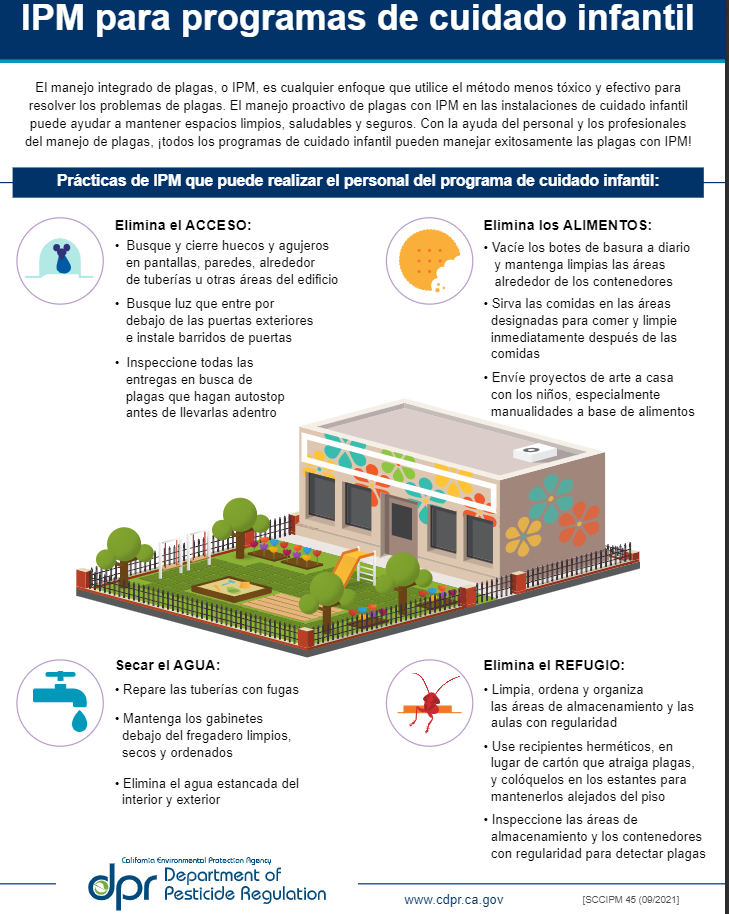 IPM para programas de cuidado infantil
El manejo integrado de plagas, o IPM, es cualquier enfoque que utilice el método menos tóxico y efectivo para
resolver los problemas de plagas. El manejo proactivo de plagas con IPM en las instalaciones de cuidado infantil
puede ayudar a mantener espacios limpios, saludables y seguros. Con la ayuda del personal y los profesionales
del manejo de plagas, ¡todos los programas de cuidado infantil pueden manejar exitosamente las plagas con IPM!
Prácticas de IPM que puede realizar el personal del programa de cuidado infantil:
Elimina el ACCESO:
• Busque y cierre huecos y agujeros
en pantallas, paredes, alrededor
de tuberías u otras áreas del edificio
• Busque luz que entre por
debajo de las puertas exteriores
e instale barridos de puertas
• Inspeccione todas las
entregas en busca de
plagas que hagan autostop
antes de llevarlas adentro
Elimina los ALIMENTOS:
• Vacíe los botes de basura a diario
y mantenga limpias las áreas
alrededor de los contenedores
• Sirva las comidas en las áreas
designadas para comer y limpie
inmediatamente después de las
comidas
• Envíe proyectos de arte a casa
con los niños, especialmente
manualidades a base de alimentos
Secar el AGUA:
• Repare las tuberías con fugas
• Mantenga los gabinetes
debajo del fregadero limpios,
secos y ordenados
• Elimina el agua estancada del
interior y exterior
Elimina el REFUGIO:
• Limpia, ordena y organiza
las áreas de almacenamiento y las
aulas con regularidad
• Use recipientes herméticos, en
lugar de cartón que atraiga plagas,
y colóquelos en los estantes para
mantenerlos alejados del piso
• Inspeccione las áreas de
almacenamiento y los contenedores
con regularidad para detectar plagas
California Environmental Protection Agency
dpr Department of
Pesticide Regulation
www.cdpr.ca.gov
[SCCIPM 45 (09/2021]